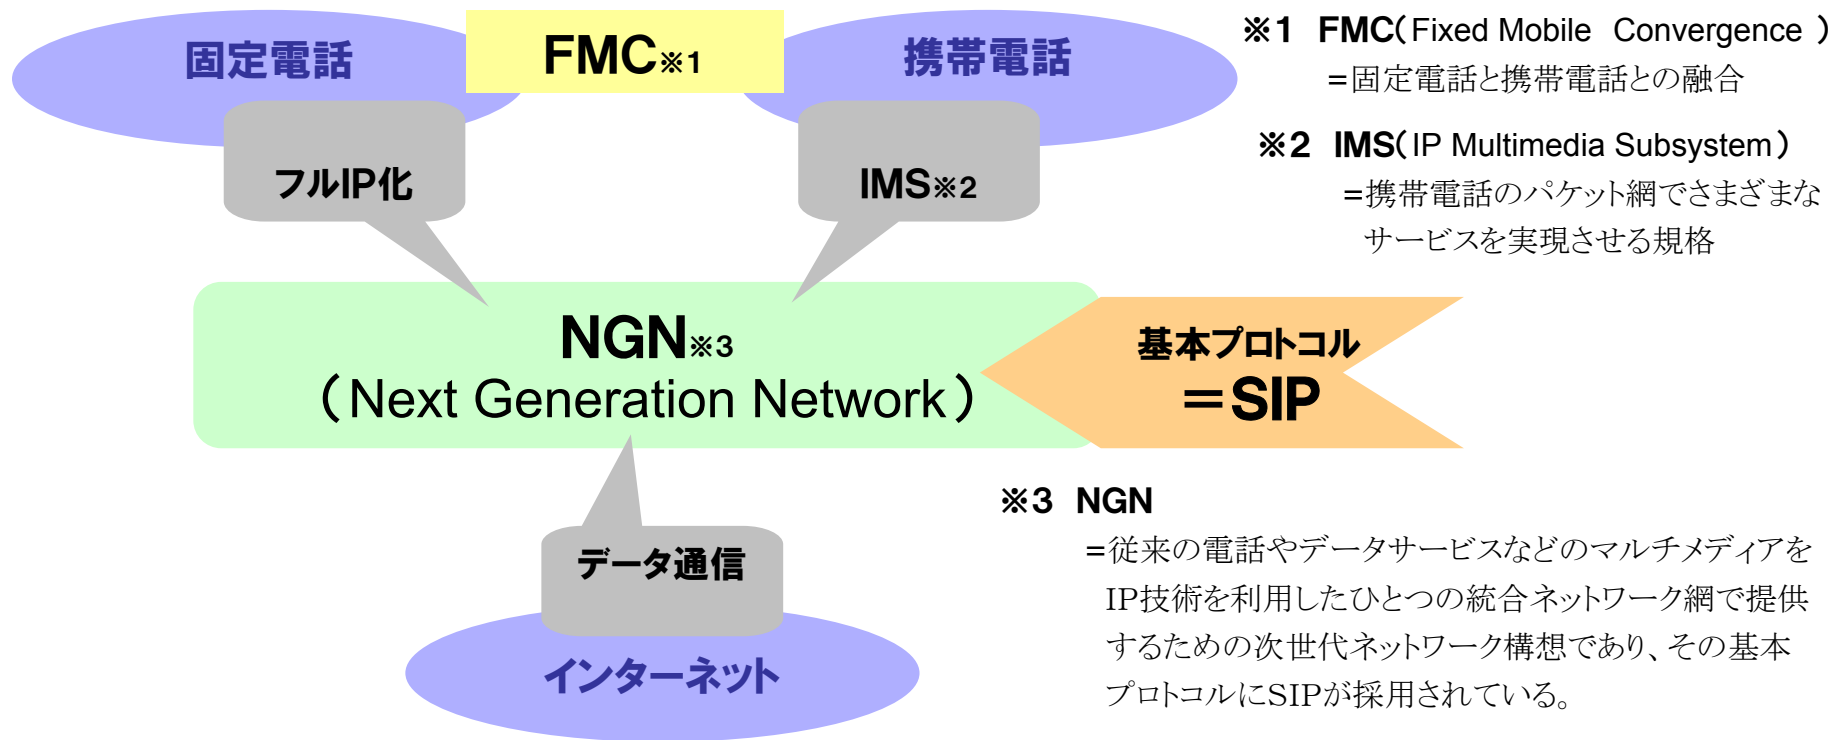 固定電話
FMC※1
携帯電話
フルIP化
IMS※2
NGN※3
(Next Generation Network)
基本プロトコル
＝SIP
データ通信
インターネット
※1 FMC(Fixed Mobile Convergence )
=固定電話と携帯電話との融合
※2 IMS(IP Multimedia Subsystem)
=携帯電話のパケット網でさまざまな
サービスを実現させる規格
※3 NGN
=従来の電話やデータサービスなどのマルチメディアを
IP技術を利用したひとつの統合ネットワーク網で提供
するための次世代ネットワーク構想であり、その基本
プロトコルにSIPが採用されている。